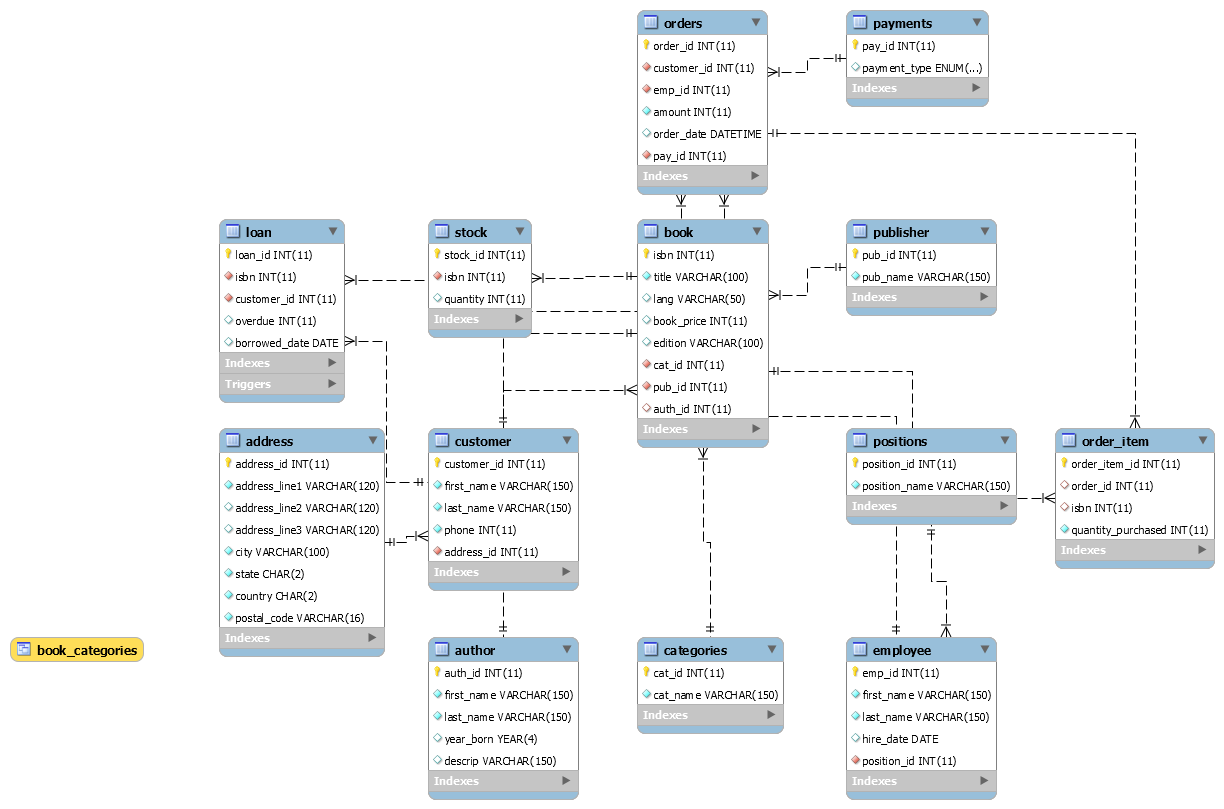 orders
order_id INT(11)
customer_id INT(11)
emp_id INT(11)
amount INT(11)
order_date DATETIME
pay_id INT(11)
Indexes
payments
pay_id INT(11)
payment_type ENUM(...)
Indexes
loan
loan_id INT(11)
isbn INT(11)
customer_id INT(11)
overdue INT(11)
borrowed_date DATE
Indexes
Triggers
stock
stock_id INT(11)
isbn INT(11)
quantity INT(11)
Indexes
book
isbn INT(11)
title VARCHAR(100)
lang VARCHAR(50)
book_price INT(11)
edition VARCHAR(100)
cat_id INT(11)
pub_id INT(11)
auth_id INT(11)
Indexes
publisher
pub_id INT(11)
pub_name VARCHAR(150)
Indexes
address
address_id INT(11)
address_line1 VARCHAR(120)
address_line2 VARCHAR(120)
address_line3 VARCHAR(120)
city VARCHAR(100)
state CHAR(2)
country CHAR(2)
postal_code VARCHAR(16)
Indexes
customer
customer_id INT(11)
first_name VARCHAR(150)
last_name VARCHAR(150)
phone INT(11)
address_id INT(11)
Indexes
positions
position_id INT(11)
position_name VARCHAR(150)
Indexes
order_item
order_item_id INT(11)
order_id INT(11)
isbn INT(11)
quantity_purchased INT(11)
Indexes
book_categories
author
auth_id INT(11)
first_name VARCHAR(150)
last_name VARCHAR(150)
year_born YEAR(4)
descrip VARCHAR(150)
Indexes
categories
cat_id INT(11)
cat_name VARCHAR(150)
Indexes
employee
emp_id INT(11)
first_name VARCHAR(150)
last_name VARCHAR(150)
hire_date DATE
position_id INT(11)
Indexes